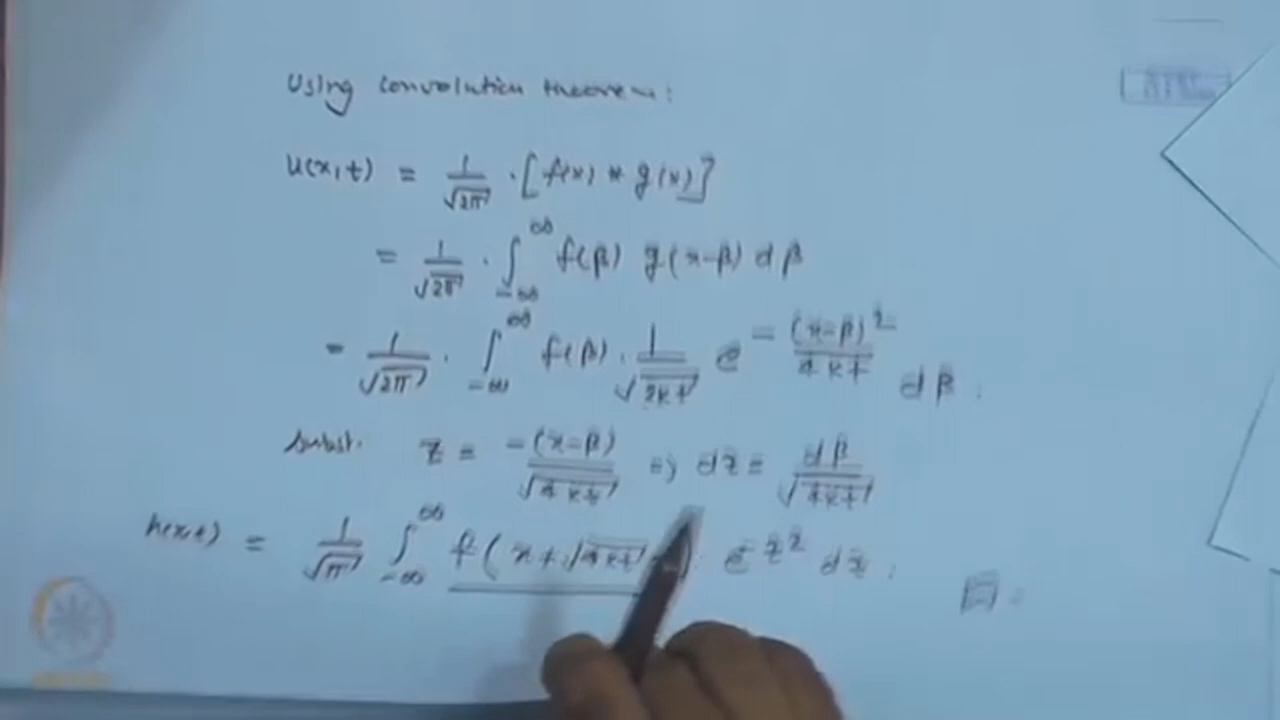 Using convolution theorem:
u(x,t) = 1/√2π · [f(x) * g(x)]
= 1/√2π · ∫_{-∞}^{∞} f(β) g(x-β) dβ
= 1/√2π · ∫_{-∞}^{∞} f(β) · 1/√2kt e^{-(x-β)²/4kt} dβ.
Subst. z = -(x-β)/√4kt ⇒ dz = dβ/√4kt
u(x,t) = 1/√π ∫_{-∞}^{∞} f(x+√4kt e^{-z²} dz.